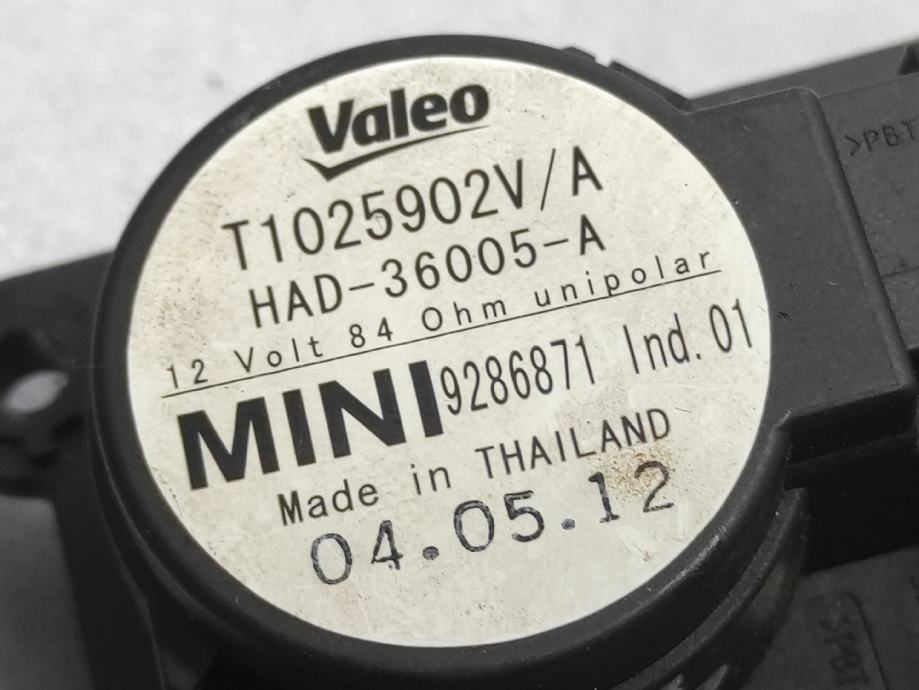 Valeo
T1025902V/A
HAD-36005-A
12 Volt 84 Ohm unipolar
MINI 9286871 Ind. 01
Made in THAILAND
04.05.12
>PBT